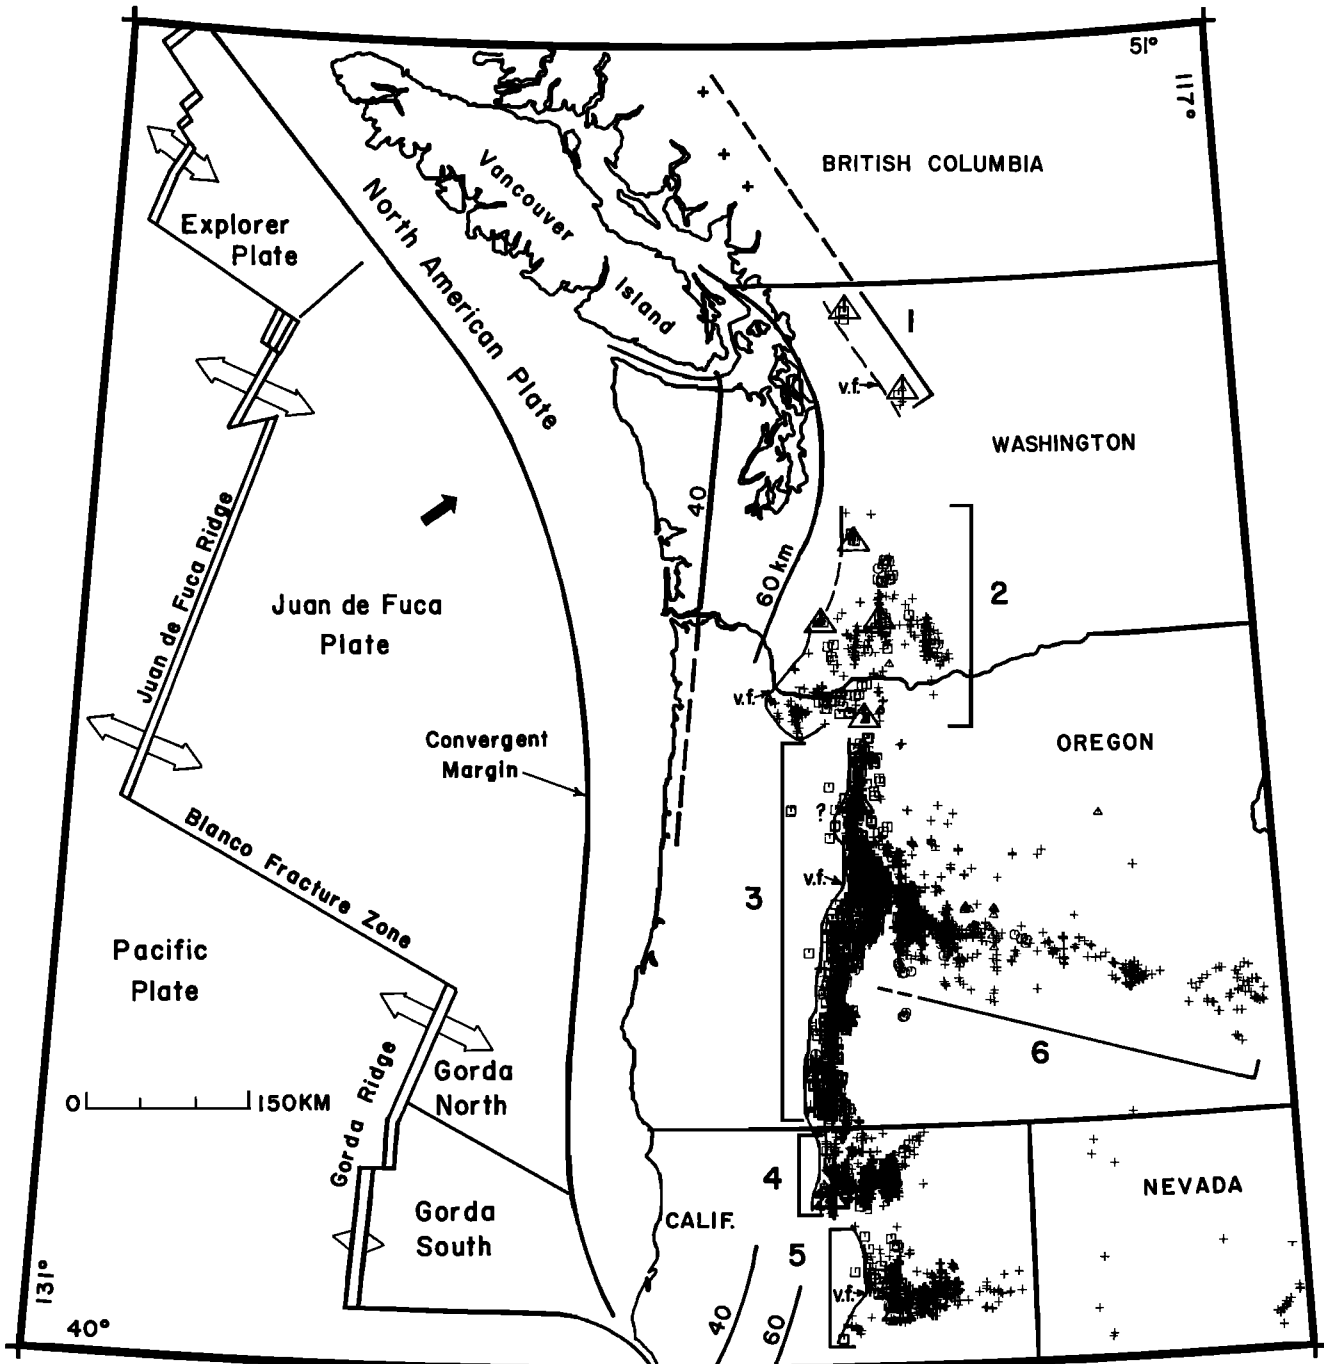 51°
117°
BRITISH COLUMBIA
Vancouver
Island
Explorer
Plate
North American Plate
1
v.f.
WASHINGTON
40
60 km
2
Juan de Fuca Ridge
Juan de Fuca
Plate
v.f.
Convergent
Margin
OREGON
?
Blanco Fracture Zone
v.f.
3
Pacific
Plate
6
Gorda Ridge
Gorda
North
0 150KM
4
NEVADA
Gorda
South
CALIF.
5
v.f.
131°
40°
40
60